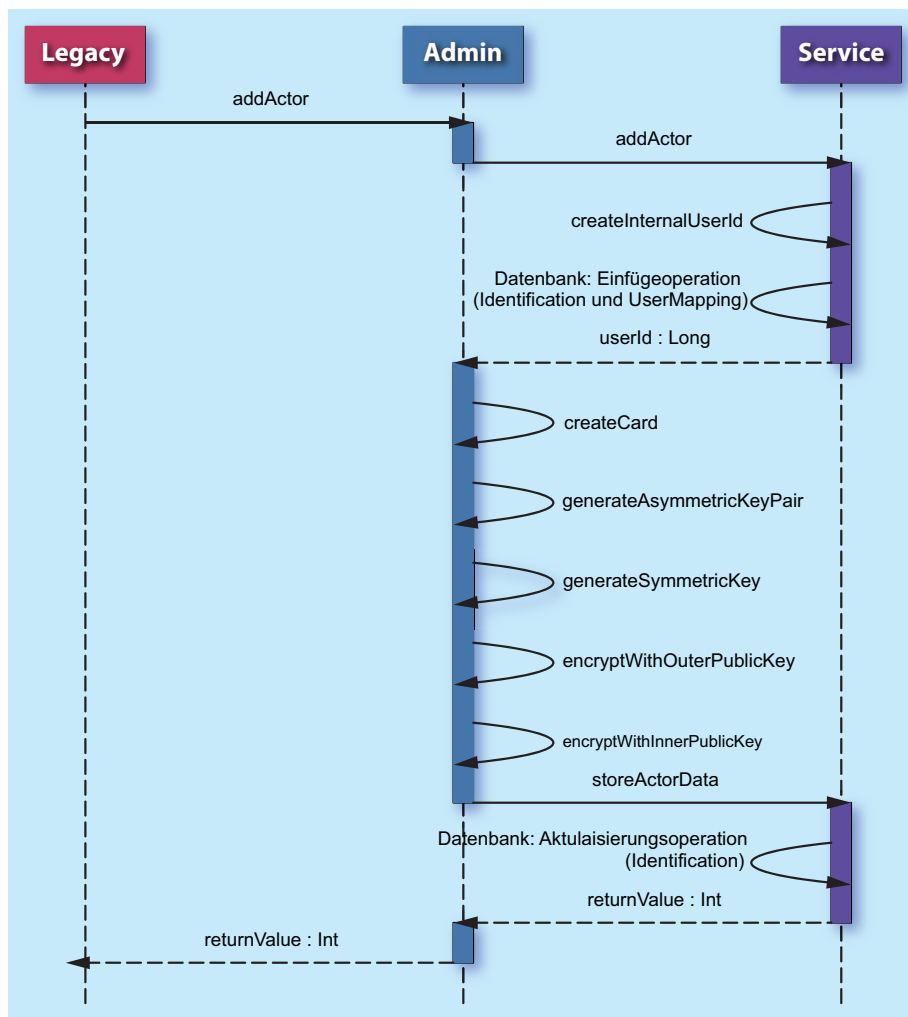 Legacy
Admin
Service
addActor
addActor
createInternalUserId
Datenbank: Einfügeoperation
(Identification und UserMapping)
userId : Long
createCard
generateAsymmetricKeyPair
generateSymmetricKey
encryptWithOuterPublicKey
encryptWithInnerPublicKey
storeActorData
Datenbank: Aktulaisierungsoperation
(Identification)
returnValue : Int
returnValue : Int